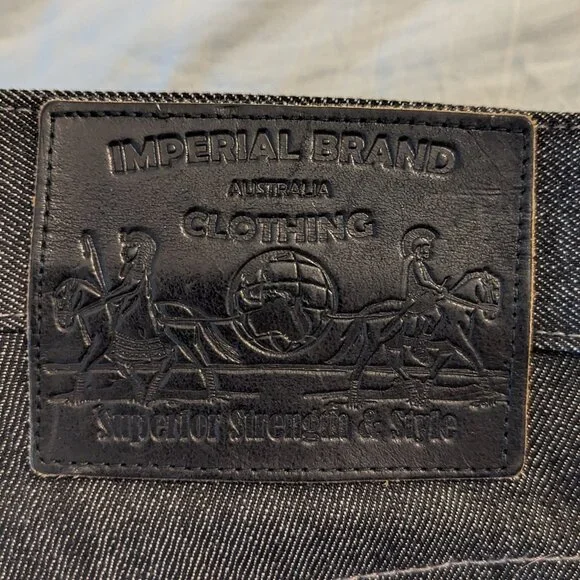 IMPERIAL BRAND
AUSTRALIA
CLOTHING
Superior Strength & Style